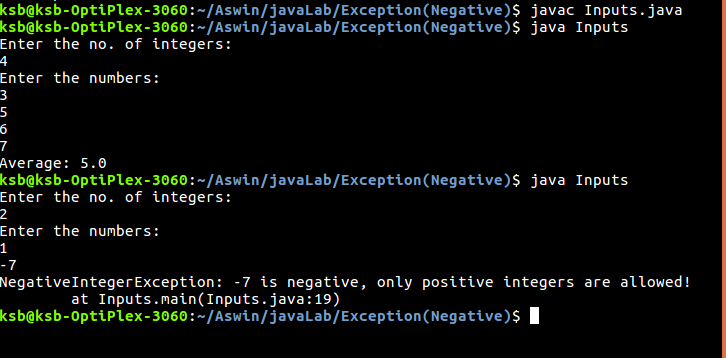 ksb@ksb-OptiPlex-3060:~/Aswin/javaLab/Exception(Negative)$ javac Inputs.java
ksb@ksb-OptiPlex-3060:~/Aswin/javaLab/Exception(Negative)$ java Inputs
Enter the no. of integers:
4
Enter the numbers:
3
5
6
7
Average: 5.0
ksb@ksb-OptiPlex-3060:~/Aswin/javaLab/Exception(Negative)$ java Inputs
Enter the no. of integers:
2
Enter the numbers:
1
-7
NegativeIntegerException: -7 is negative, only positive integers are allowed!
        at Inputs.main(Inputs.java:19)
ksb@ksb-OptiPlex-3060:~/Aswin/javaLab/Exception(Negative)$